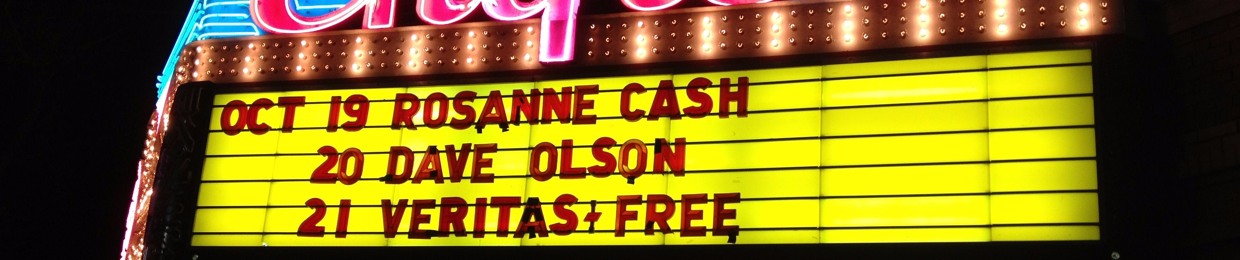 OCT 19 ROSANNE CASH
20 DAVE OLSON
21 VERITAS+ FREE